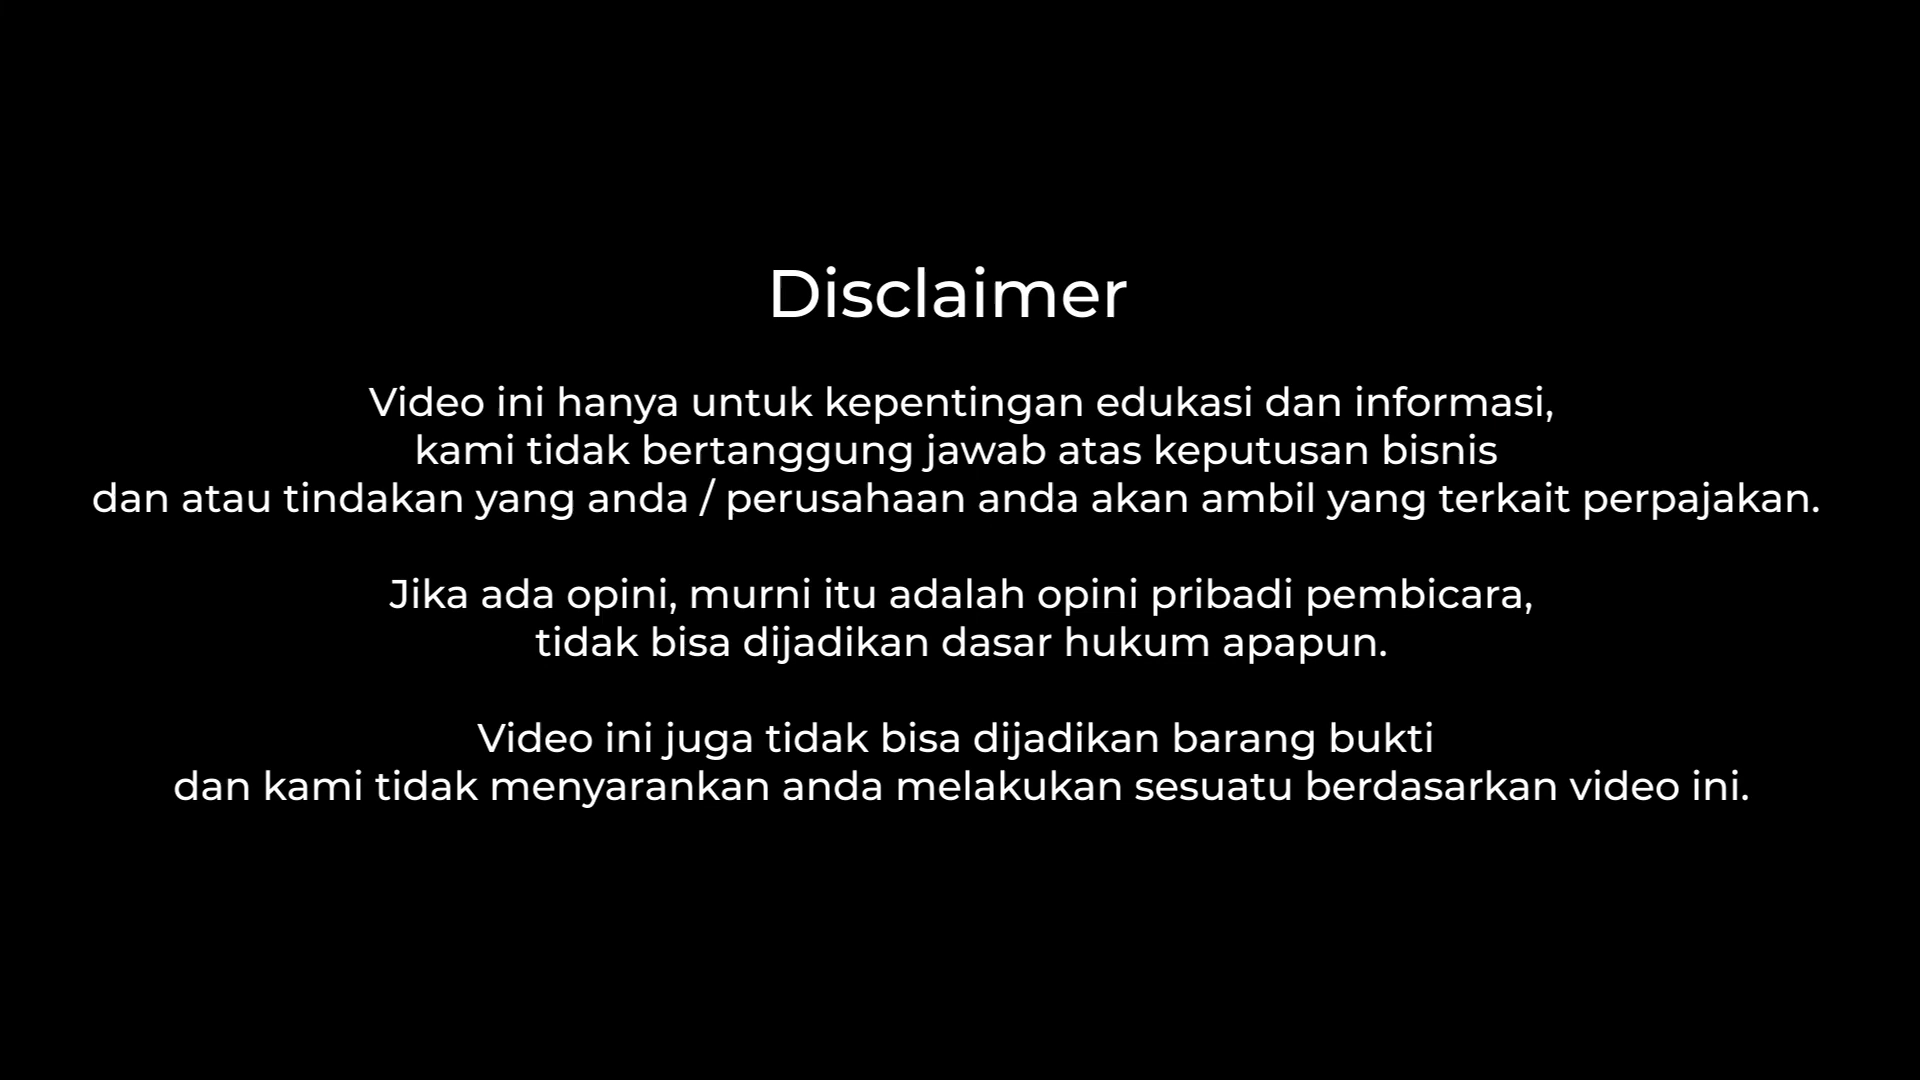 Disclaimer
Video ini hanya untuk kepentingan edukasi dan informasi,
kami tidak bertanggung jawab atas keputusan bisnis
dan atau tindakan yang anda / perusahaan anda akan ambil yang terkait perpajakan.
Jika ada opini, murni itu adalah opini pribadi pembicara,
tidak bisa dijadikan dasar hukum apapun.
Video ini juga tidak bisa dijadikan barang bukti
dan kami tidak menyarankan anda melakukan sesuatu berdasarkan video ini.